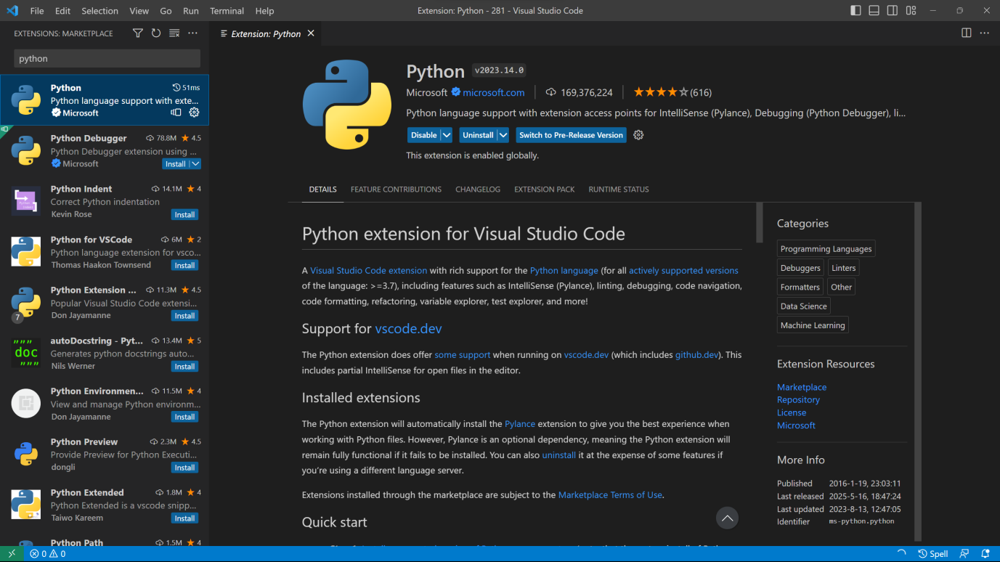 File Edit Selection View Go Run Terminal Help
Extension: Python - 281 - Visual Studio Code
EXTENSIONS: MARKETPLACE
python
Python 51ms
Python language support with exte...
Microsoft
Python Debugger 78.8M 4.5
Python Debugger extension using ...
Microsoft Install
Python Indent 14.1M 4
Correct Python indentation
Kevin Rose Install
Python for VSCode 6M 2
Python language extension for vsco...
Thomas Haakon Townsend Install
Python Extension ... 11.3M 4.5
Popular Visual Studio Code extensi...
7 Don Jayamanne Install
autoDocstring - Pyt... 13.4M 5
Generates python docstrings auto...
Nils Werner Install
""" doc """
Python Environmen... 11.5M 4
View and manage Python environm...
Don Jayamanne Install
Python Preview 2.3M 4.5
Provide Preview for Python Executi...
dongli Install
Python Extended 1.8M 4
Python Extended is a vscode snipp...
Taiwo Kareem Install
Python Path 1.5M 4
Extension: Python
Python v2023.14.0
Microsoft microsoft.com 169,376,224 (616)
Python language support with extension access points for IntelliSense (Pylance), Debugging (Python Debugger), li...
Disable Uninstall Switch to Pre-Release Version
This extension is enabled globally.
DETAILS FEATURE CONTRIBUTIONS CHANGELOG EXTENSION PACK RUNTIME STATUS
Python extension for Visual Studio Code
A Visual Studio Code extension with rich support for the Python language (for all actively supported versions
of the language: >=3.7), including features such as IntelliSense (Pylance), linting, debugging, code navigation,
code formatting, refactoring, variable explorer, test explorer, and more!
Support for vscode.dev
The Python extension does offer some support when running on vscode.dev (which includes github.dev). This
includes partial IntelliSense for open files in the editor.
Installed extensions
The Python extension will automatically install the Pylance extension to give you the best experience when
working with Python files. However, Pylance is an optional dependency, meaning the Python extension will
remain fully functional if it fails to be installed. You can also uninstall it at the expense of some features if
you're using a different language server.
Extensions installed through the marketplace are subject to the Marketplace Terms of Use.
Quick start
Categories
Programming Languages
Debuggers Linters
Formatters Other
Data Science
Machine Learning
Extension Resources
Marketplace
Repository
License
Microsoft
More Info
Published 2016-1-19, 23:03:11
Last released 2025-5-16, 18:47:24
Last updated 2023-8-13, 12:47:05
Identifier ms-python.python
0 0
Spell